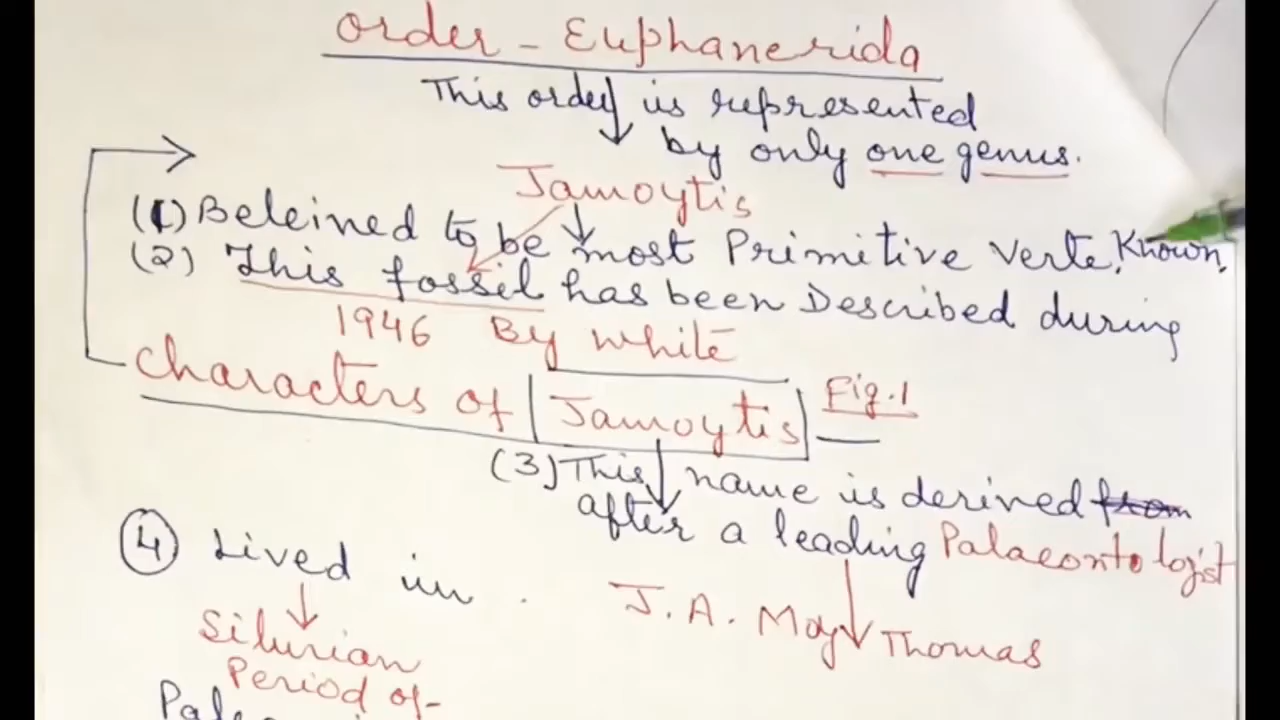 order - Euphanerida
This order is represented
by only one genus.
Jamoytis
(1) Beleined to be most Primitive Verte. Known.
(2) This fossil has been Described during
1946 By white
Characters of Jamoytis Fig.1
(3) This name is derived from
after a leading Palaeontologist
J.A. Moy Thomas
4 Lived in .
Silurian
Period of-